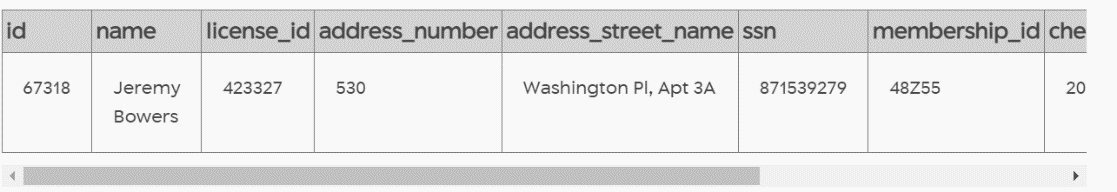 id name license_id address_number address_street_name ssn membership_id che
67318 Jeremy 423327 530 Washington Pl, Apt 3A 871539279 48Z55 20
Bowers